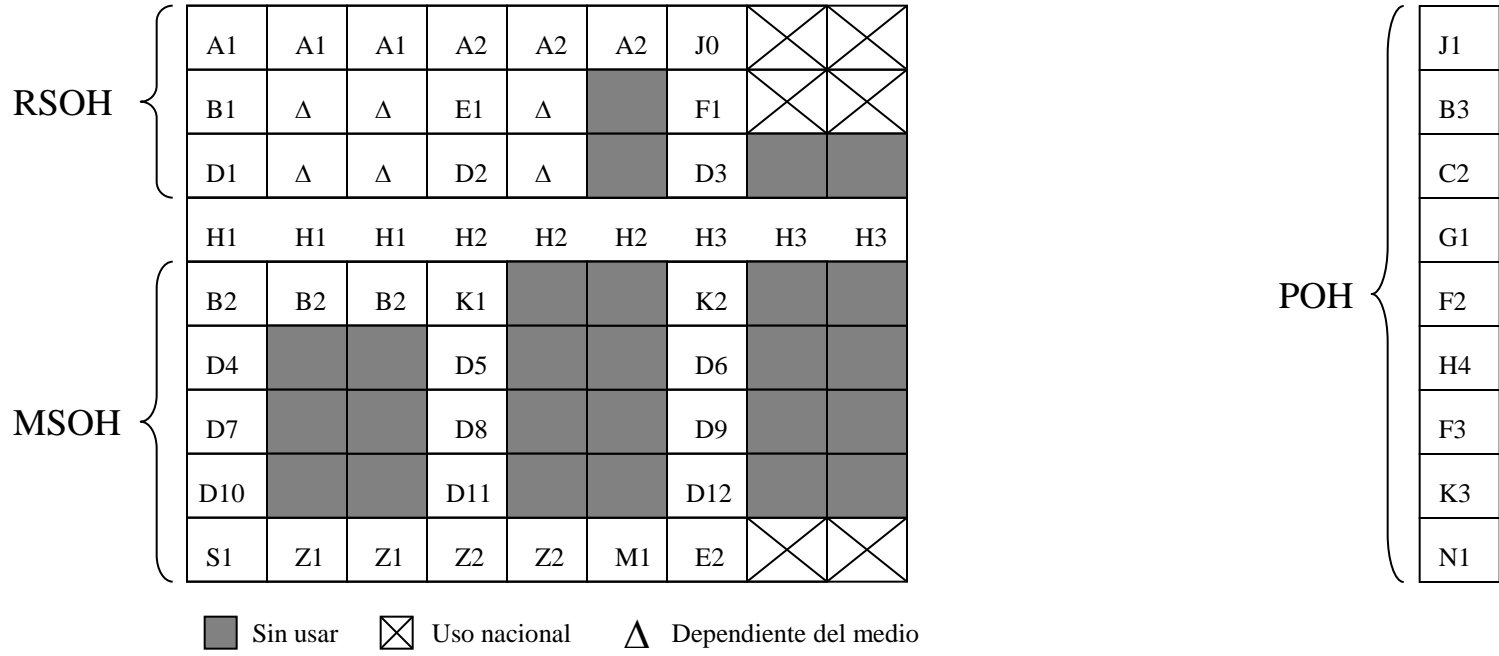 A1 A1 A1 A2 A2 A2 J0 J1
RSOH B1 Δ Δ E1 Δ F1 B3
D1 Δ Δ D2 Δ D3 C2
H1 H1 H1 H2 H2 H2 H3 H3 H3 G1
B2 B2 B2 K1 K2 POH F2
D4 D5 D6 H4
MSOH D7 D8 D9 F3
D10 D11 D12 K3
S1 Z1 Z1 Z2 Z2 M1 E2 N1
Sin usar Uso nacional Δ Dependiente del medio